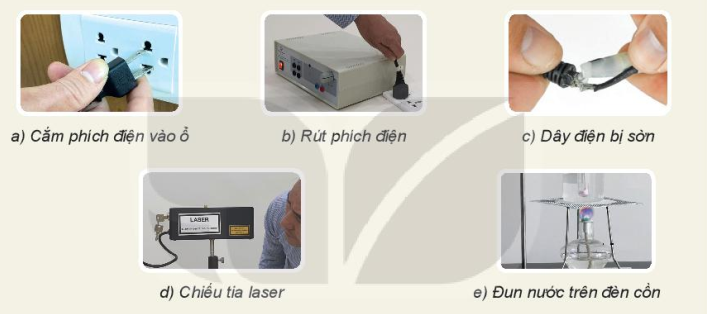 a) Cắm phích điện vào ổ
b) Rút phích điện
c) Dây điện bị sờn
LASER
d) Chiếu tia laser
e) Đun nước trên đèn cồn